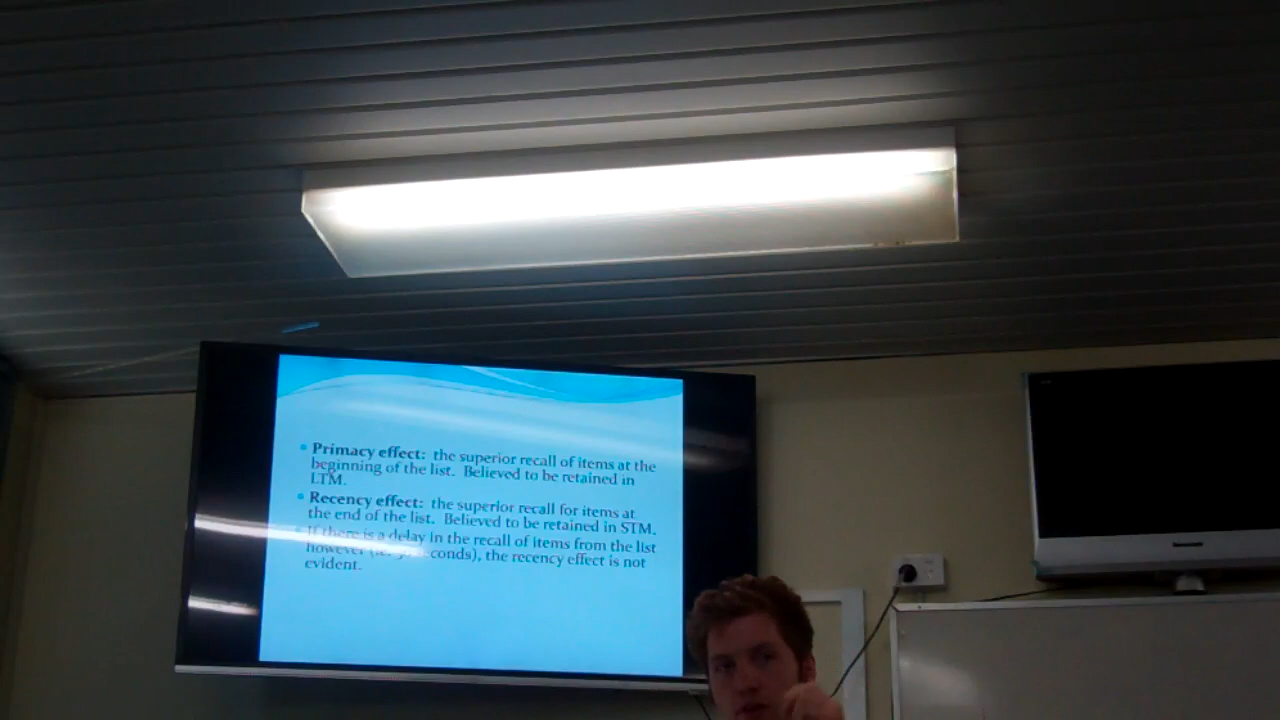 • Primacy effect: the superior recall of items at the
beginning of the list. Believed to be retained in
LTM.
• Recency effect: the superior recall for items at
the end of the list. Believed to be retained in STM.
• If there is a delay in the recall of items from the list
however conds), the recency effect is not
evident.